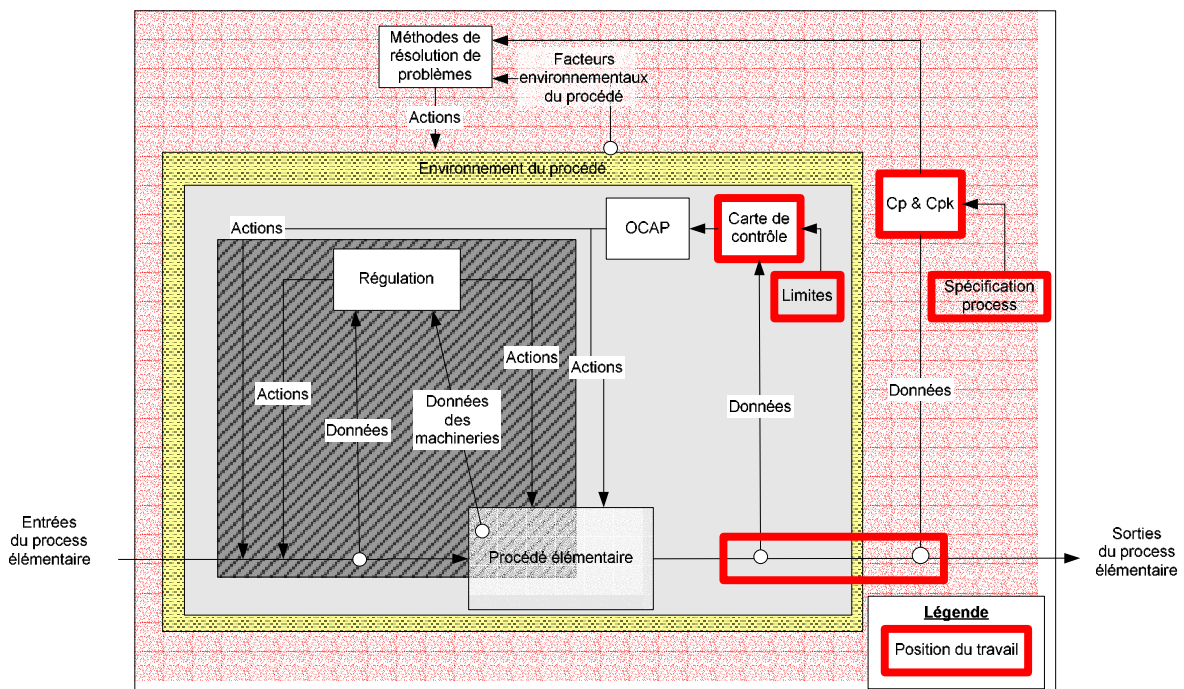 Méthodes de
résolution de
problèmes
Facteurs
environmentaux
du procédé
Actions
Environnement du procédé
Cp & Cpk
OCAP
Carte de
contrôle
Actions
Régulation
Limites
Spécification
process
Actions
Actions
Actions
Données
Données
des
machineries
Données
Données
Entrées
du process
élémentaire
Procédé élémentaire
Sorties
du process
élémentaire
Légende
Position du travail